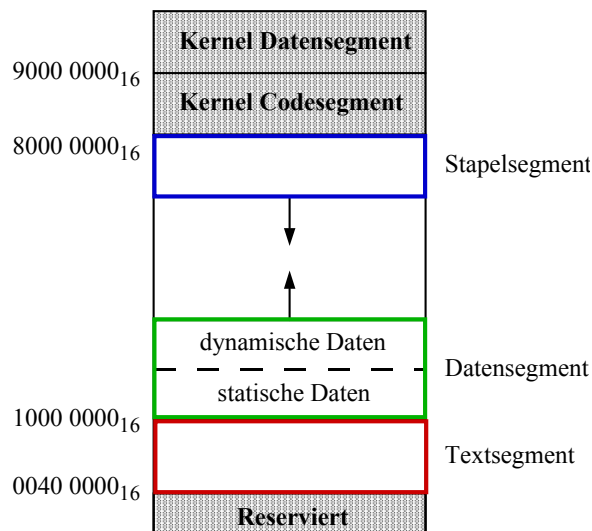 Kernel Datensegment
9000 0000₁₆
Kernel Codesegment
8000 0000₁₆
Stapelsegment
dynamische Daten
Datensegment
statische Daten
1000 0000₁₆
Textsegment
0040 0000₁₆
Reserviert